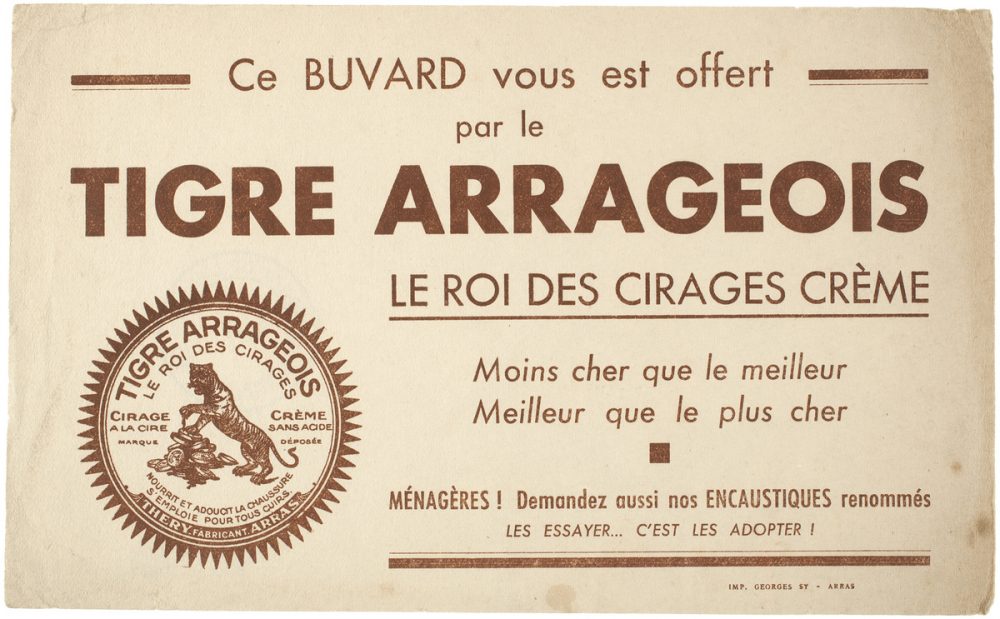 Ce BUVARD vous est offert
par le
TIGRE ARRAGEOIS
LE ROI DES CIRAGES CRÈME
TIGRE ARRAGEOIS
LE ROI DES CIRAGES
CIRAGE
A LA CIRE
MARQUE
CRÈME
SANS ACIDE
DÉPOSÉE
NOURRIT ET ADOUCIT LA CHAUSSURE
S'EMPLOIE POUR TOUS CUIRS
THERY, FABRICANT. ARRAS
Moins cher que le meilleur
Meilleur que le plus cher
MÉNAGÈRES ! Demandez aussi nos ENCAUSTIQUES renommés
LES ESSAYER... C'EST LES ADOPTER !
IMP. GEORGES SY - ARRAS